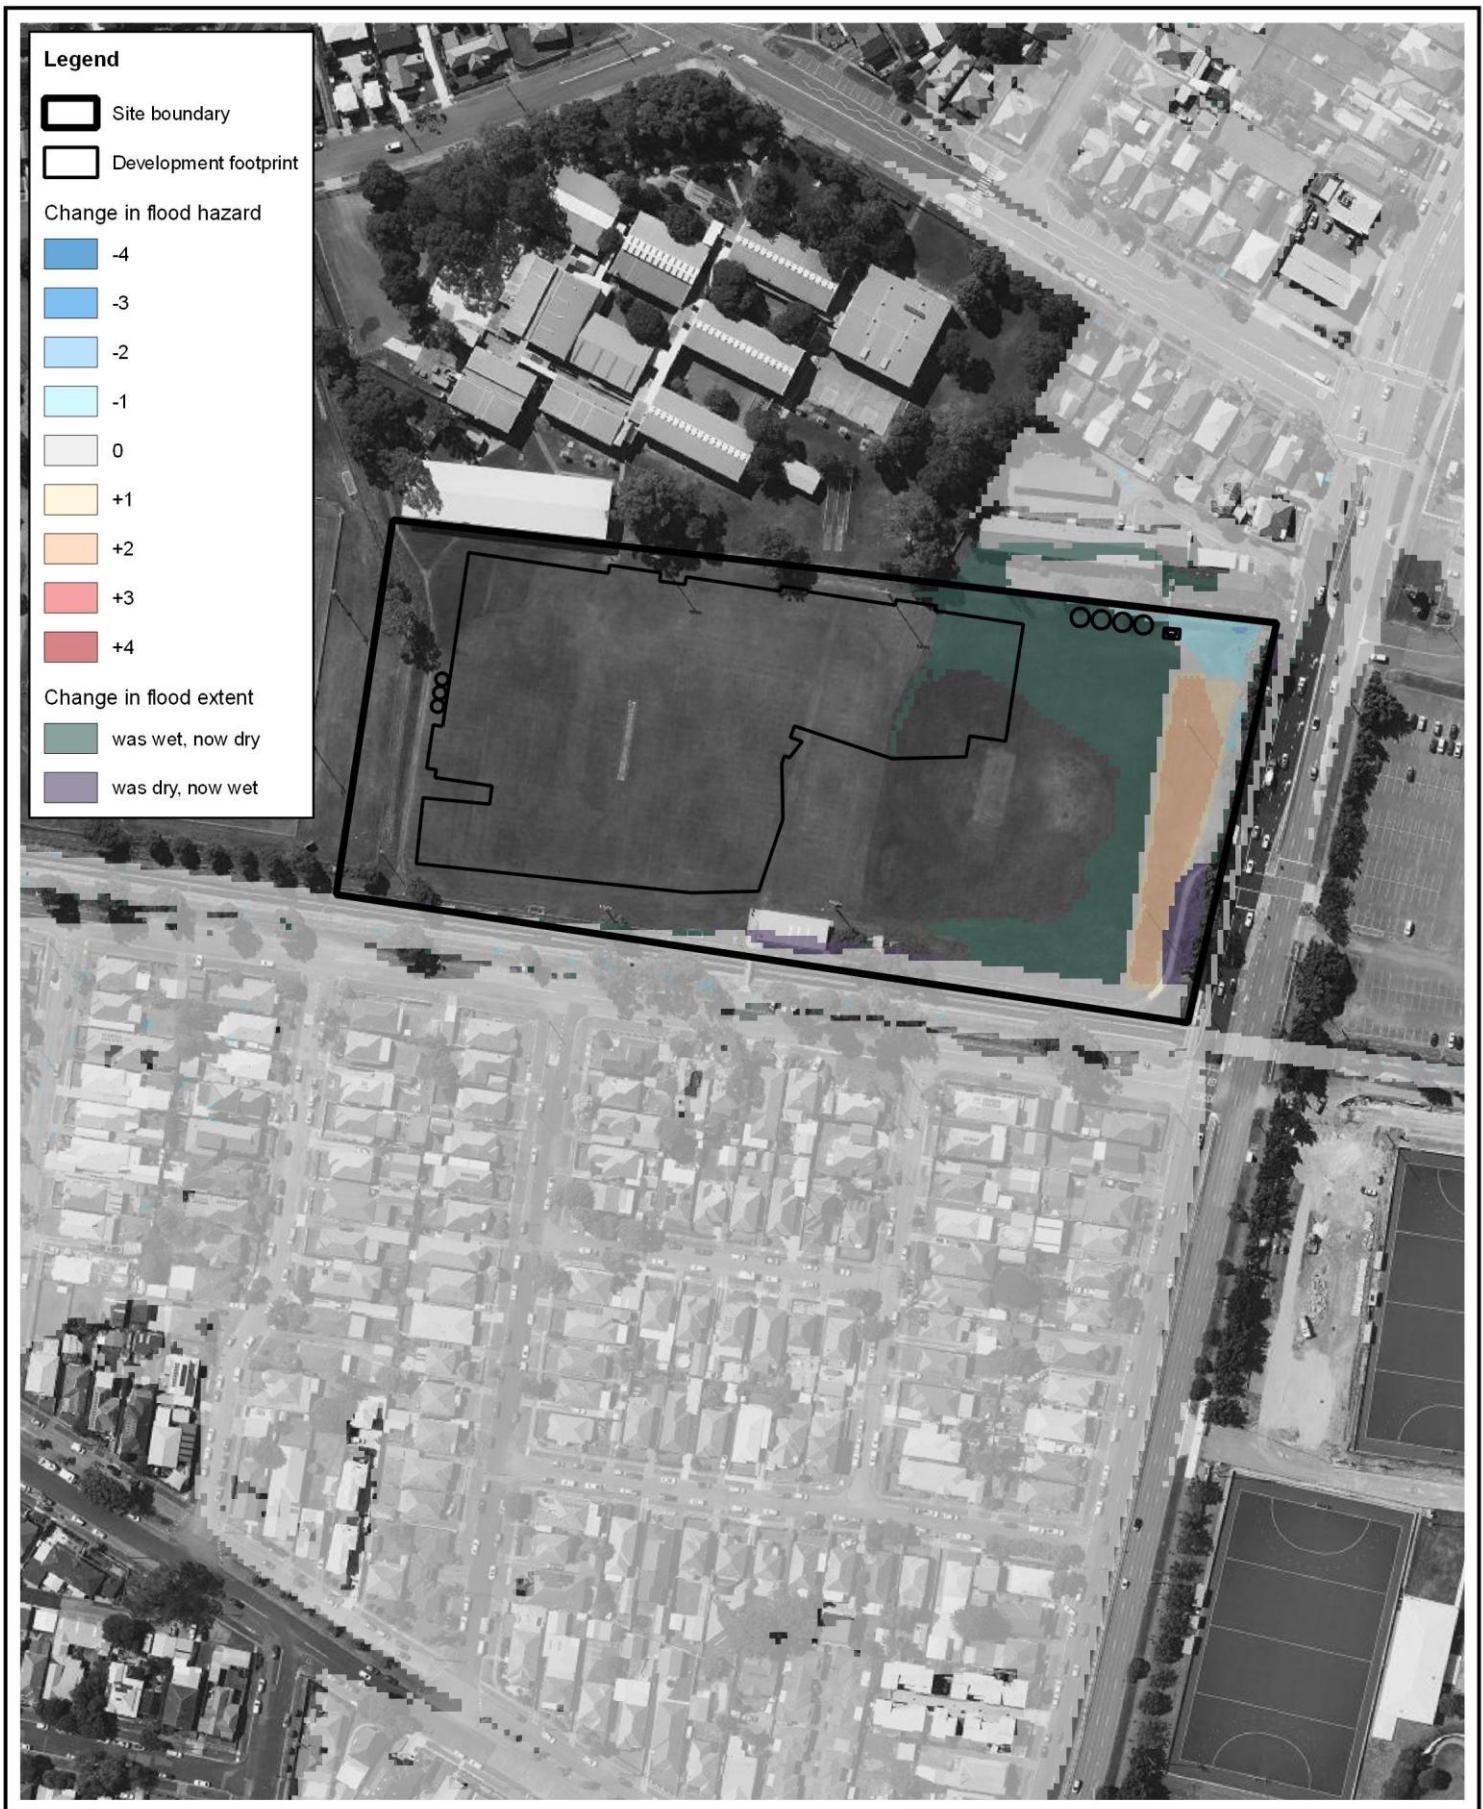 Legend
Site boundary
Development footprint
Change in flood hazard
-4
-3
-2
-1
0
+1
+2
+3
+4
Change in flood extent
was wet, now dry
was dry, now wet